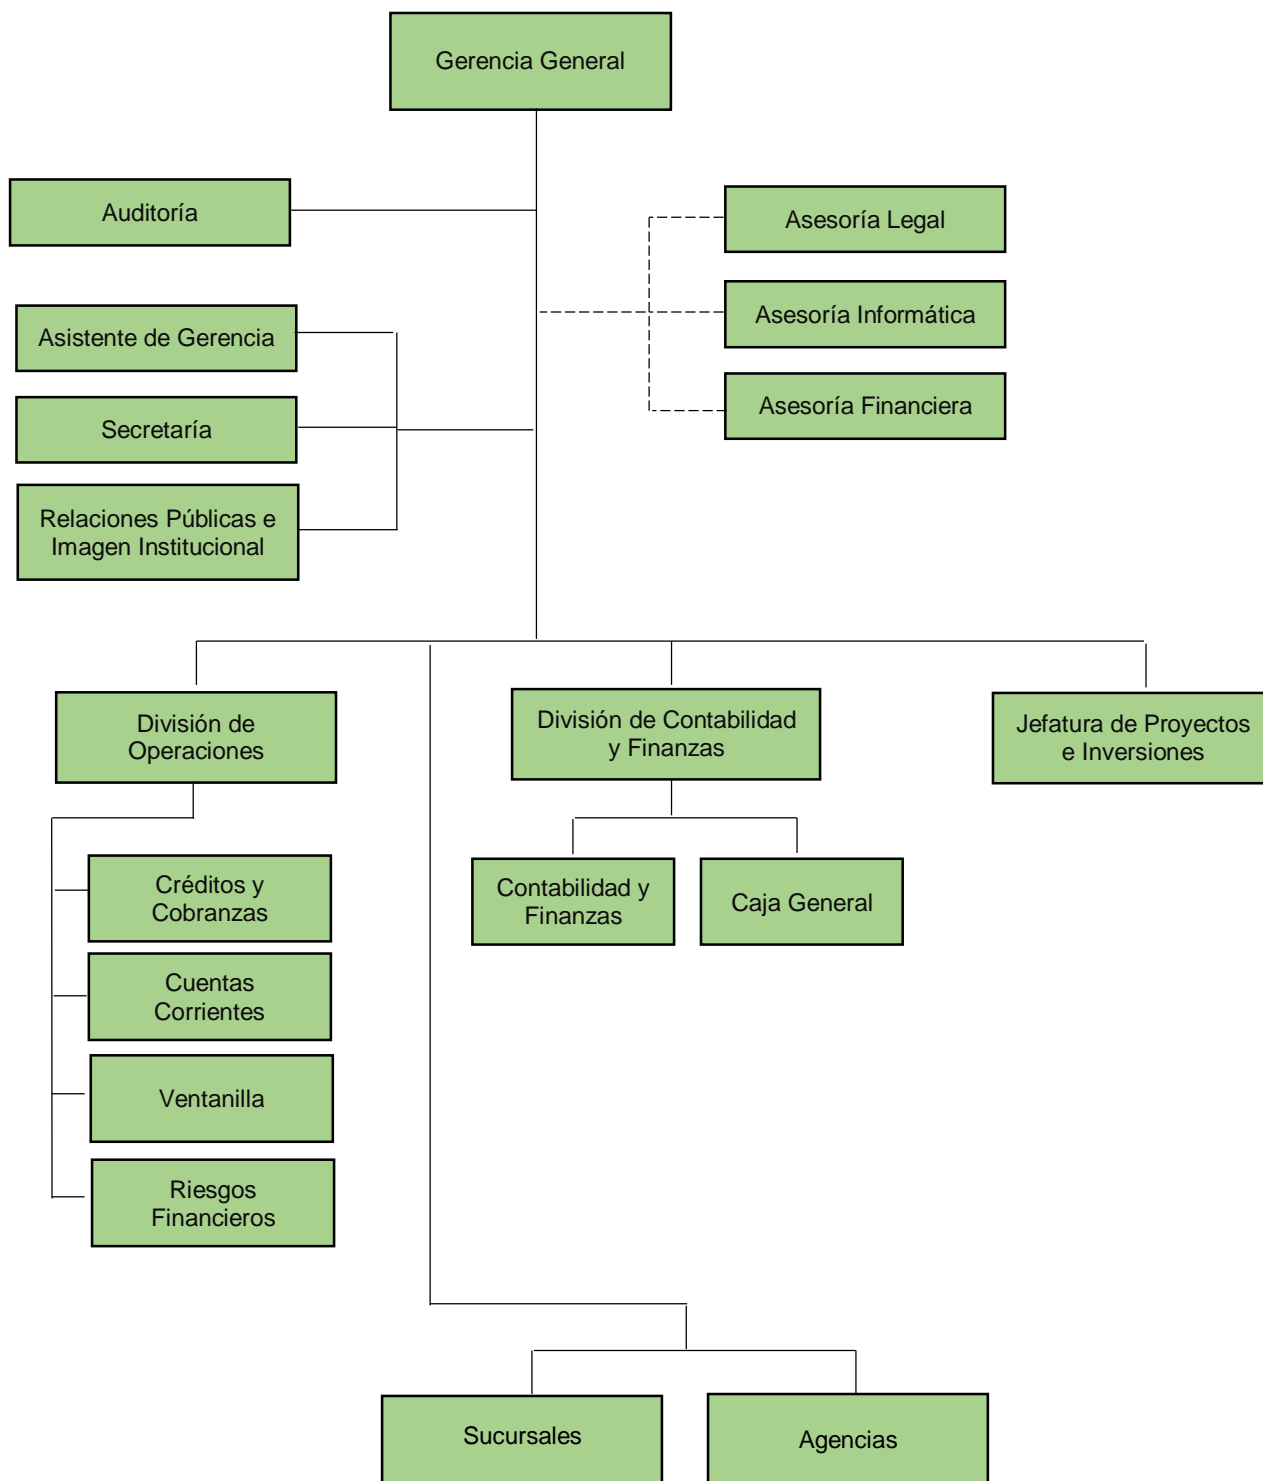 Gerencia General
Auditoría
Asesoría Legal
Asesoría Informática
Asesoría Financiera
Asistente de Gerencia
Secretaría
Relaciones Públicas e
Imagen Institucional
División de
Operaciones
División de Contabilidad
y Finanzas
Jefatura de Proyectos
e Inversiones
Créditos y
Cobranzas
Cuentas
Corrientes
Ventanilla
Riesgos
Financieros
Contabilidad y
Finanzas
Caja General
Sucursales
Agencias